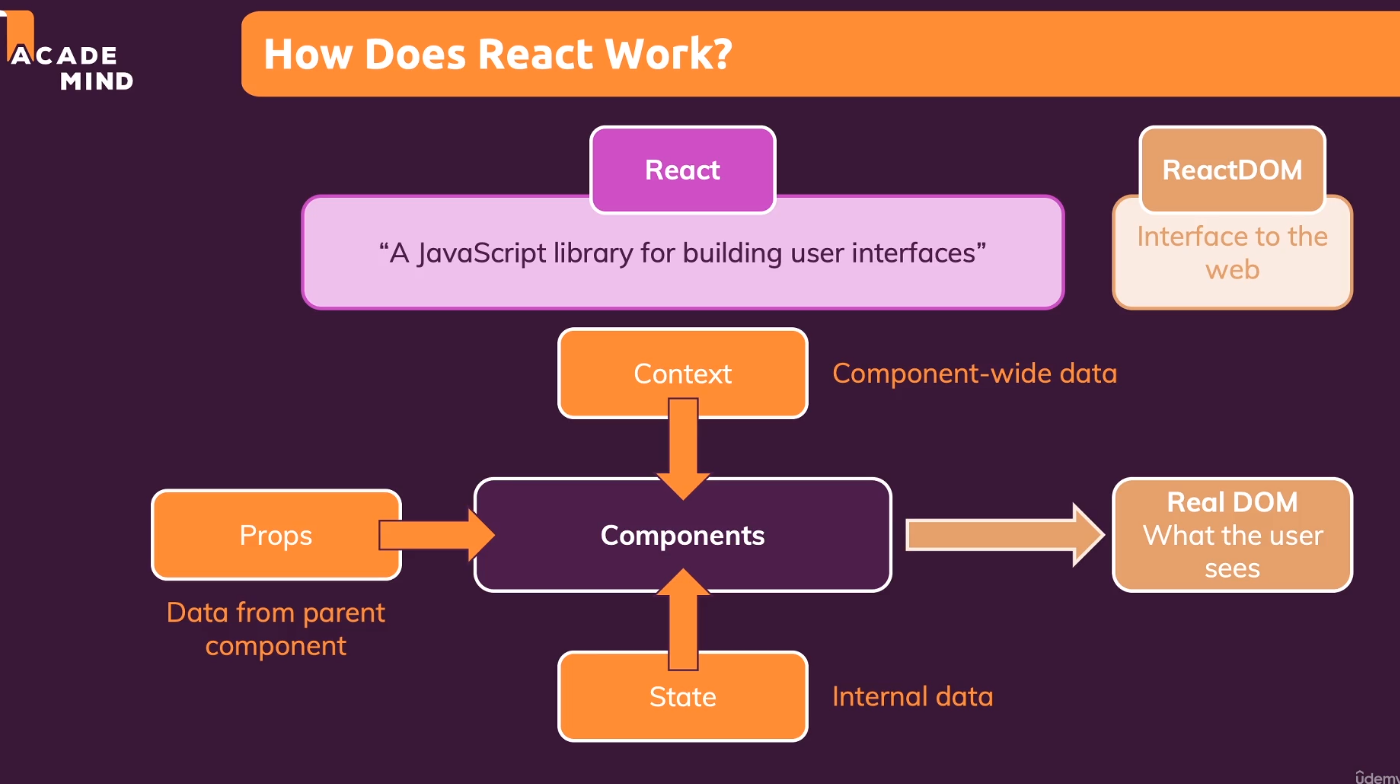 ACADE
MIND
How Does React Work?
React
ReactDOM
“A JavaScript library for building user interfaces”
Interface to the
web
Context
Component-wide data
Props
Components
Real DOM
What the user
sees
Data from parent
component
State
Internal data
ûdemy